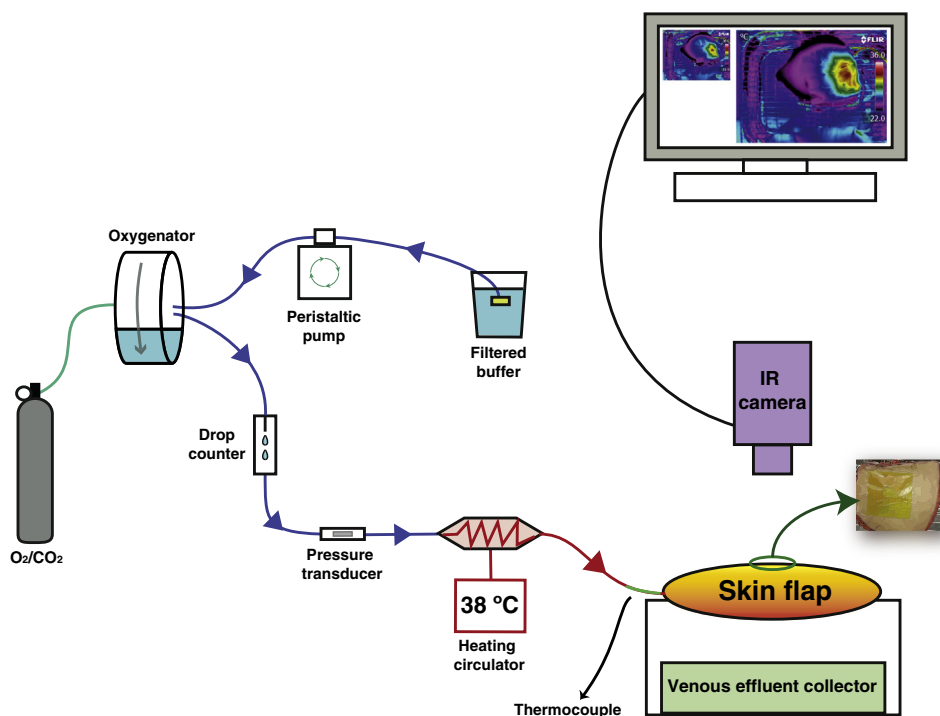 °C
FLIR
36.0
22.0
Oxygenator
Peristaltic
pump
Filtered
buffer
IR
camera
Drop
counter
O₂/CO₂
Pressure
transducer
38 °C
Heating
circulator
Skin flap
Thermocouple
Venous effluent collector